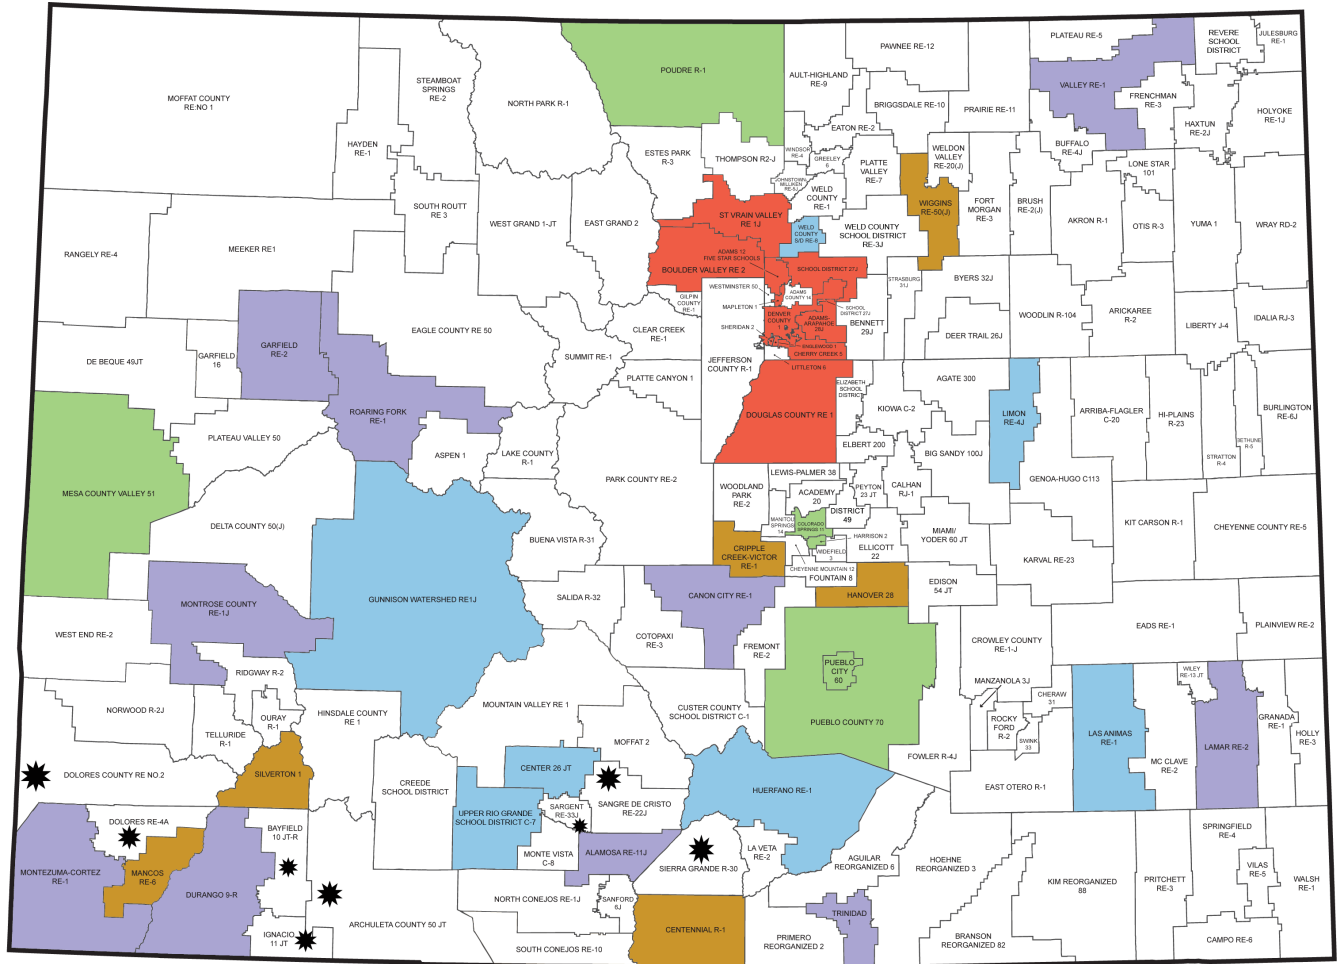 MOFFAT COUNTY
RE:NO 1
STEAMBOAT
SPRINGS
RE-2
NORTH PARK R-1
POUDRE R-1
AULT-HIGHLAND
RE-9
PAWNEE RE-12
PLATEAU RE-5
REVERE
SCHOOL
DISTRICT
JULESBURG
RE-1
VALLEY RE-1
FRENCHMAN
RE-3
BRIGGSDALE RE-10
PRAIRIE RE-11
HAXTUN
RE-2J
HOLYOKE
RE-1J
HAYDEN
RE-1
ESTES PARK
R-3
THOMPSON R2-J
WINDSOR
RE-4
EATON RE-2
GREELEY
6
PLATTE
VALLEY
RE-7
WELDON
VALLEY
RE-20(J)
BUFFALO
RE-4J
LONE STAR
101
JOHNSTOWN
MILLIKEN
RE-5J
WELD
COUNTY
RE-1
WIGGINS
RE-50(J)
FORT
MORGAN
RE-3
BRUSH
RE-2(J)
AKRON R-1
OTIS R-3
YUMA 1
WRAY RD-2
SOUTH ROUTT
RE 3
WEST GRAND 1-JT
EAST GRAND 2
ST VRAIN VALLEY
RE 1J
WELD
COUNTY
S/D RE-8
WELD COUNTY
SCHOOL DISTRICT
RE-3J
RANGELY RE-4
MEEKER RE1
ADAMS 12
FIVE STAR SCHOOLS
BOULDER VALLEY RE 2
SCHOOL DISTRICT 27J
STRASBURG
31J
BYERS 32J
WESTMINSTER 50
ADAMS
COUNTY 14
GILPIN
COUNTY
RE-1
MAPLETON 1
SCHOOL
DISTRICT 27J
DENVER
COUNTY
1
ADAMS-
ARAPAHOE
28J
BENNETT
29J
SHERIDAN 2
ENGLEWOOD 1
CHERRY CREEK 5
LITTLETON 6
DEER TRAIL 26J
WOODLIN R-104
ARICKAREE
R-2
LIBERTY J-4
IDALIA RJ-3
EAGLE COUNTY RE 50
CLEAR CREEK
RE-1
JEFFERSON
COUNTY R-1
DE BEQUE 49JT
GARFIELD
16
GARFIELD
RE-2
SUMMIT RE-1
PLATTE CANYON 1
DOUGLAS COUNTY RE 1
ELIZABETH
SCHOOL
DISTRICT
KIOWA C-2
AGATE 300
LIMON
RE-4J
ARRIBA-FLAGLER
C-20
HI-PLAINS
R-23
STRATTON
R-4
BETHUNE
R-5
BURLINGTON
RE-6J
ROARING FORK
RE-1
PLATEAU VALLEY 50
ASPEN 1
LAKE COUNTY
R-1
ELBERT 200
BIG SANDY 100J
MESA COUNTY VALLEY 51
PARK COUNTY RE-2
WOODLAND
PARK
RE-2
LEWIS-PALMER 38
ACADEMY
20
PEYTON
23 JT
CALHAN
RJ-1
GENOA-HUGO C113
DELTA COUNTY 50(J)
MANITOU
SPRINGS
14
COLORADO
SPRINGS 11
DISTRICT
49
HARRISON 2
WIDEFIELD
3
ELLICOTT
22
MIAMI/
YODER 60 JT
KIT CARSON R-1
CHEYENNE COUNTY RE-5
BUENA VISTA R-31
CRIPPLE
CREEK-VICTOR
RE-1
CHEYENNE MOUNTAIN 12
FOUNTAIN 8
KARVAL RE-23
MONTROSE COUNTY
RE-1J
GUNNISON WATERSHED RE1J
SALIDA R-32
CANON CITY RE-1
HANOVER 28
EDISON
54 JT
WEST END RE-2
COTOPAXI
RE-3
FREMONT
RE-2
PUEBLO
CITY
60
PUEBLO COUNTY 70
CROWLEY COUNTY
RE-1-J
EADS RE-1
PLAINVIEW RE-2
RIDGWAY R-2
MANZANOLA 3J
CHERAW
31
WILEY
RE-13 JT
NORWOOD R-2J
TELLURIDE
R-1
OURAY
R-1
HINSDALE COUNTY
RE 1
MOUNTAIN VALLEY RE 1
CUSTER COUNTY
SCHOOL DISTRICT C-1
ROCKY
FORD
R-2
SWINK
33
LAS ANIMAS
RE-1
MC CLAVE
RE-2
LAMAR RE-2
GRANADA
RE-1
HOLLY
RE-3
MOFFAT 2
FOWLER R-4J
DOLORES COUNTY RE NO.2
SILVERTON 1
CREEDE
SCHOOL DISTRICT
CENTER 26 JT
EAST OTERO R-1
HUERFANO RE-1
UPPER RIO GRANDE
SCHOOL DISTRICT C-7
SARGENT
RE-33J
SANGRE DE CRISTO
RE-22J
DOLORES RE-4A
BAYFIELD
10 JT-R
MONTE VISTA
C-8
ALAMOSA RE-11J
SIERRA GRANDE R-30
LA VETA
RE-2
AGUILAR
REORGANIZED 6
HOEHNE
REORGANIZED 3
SPRINGFIELD
RE-4
MONTEZUMA-CORTEZ
RE-1
MANCOS
RE-6
DURANGO 9-R
KIM REORGANIZED
88
PRITCHETT
RE-3
VILAS
RE-5
WALSH
RE-1
NORTH CONEJOS RE-1J
SANFORD
6J
ARCHULETA COUNTY 50 JT
CENTENNIAL R-1
TRINIDAD
1
IGNACIO
11 JT
SOUTH CONEJOS RE-10
PRIMERO
REORGANIZED 2
BRANSON
REORGANIZED 82
CAMPO RE-6